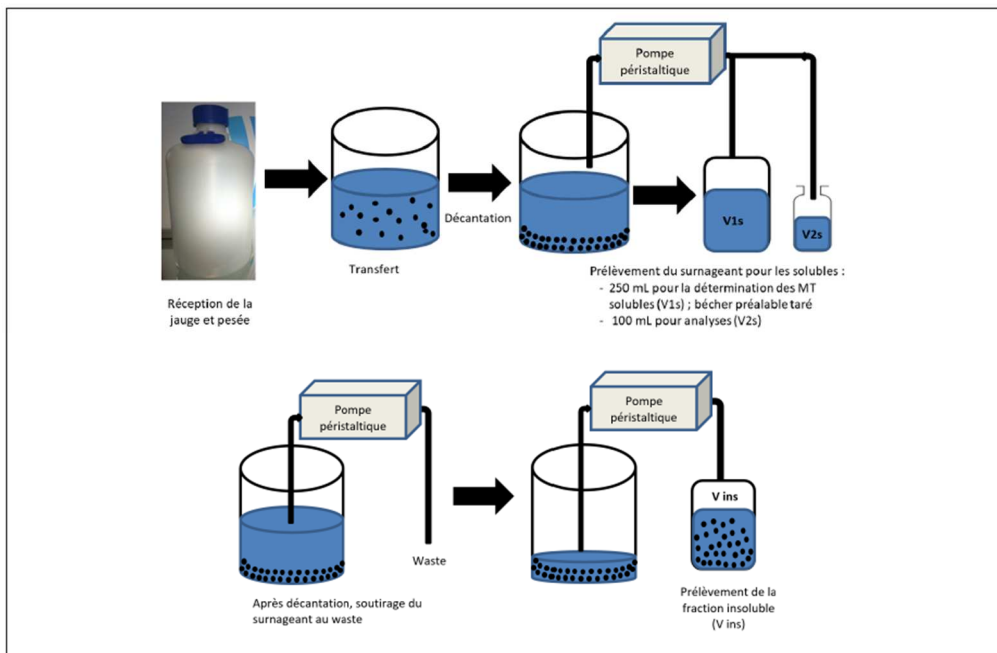 Pompe
péristaltique
Décantation
V1s
V2s
Transfert
Réception de la
jauge et pesée
Prélèvement du surnageant pour les solubles :
- 250 mL pour la détermination des MT
solubles (V1s) ; bécher préalable taré
- 100 mL pour analyses (V2s)
Pompe
péristaltique
Pompe
péristaltique
V ins
Waste
Après décantation, soutirage du
surnageant au waste
Prélèvement de la
fraction insoluble
(V ins)